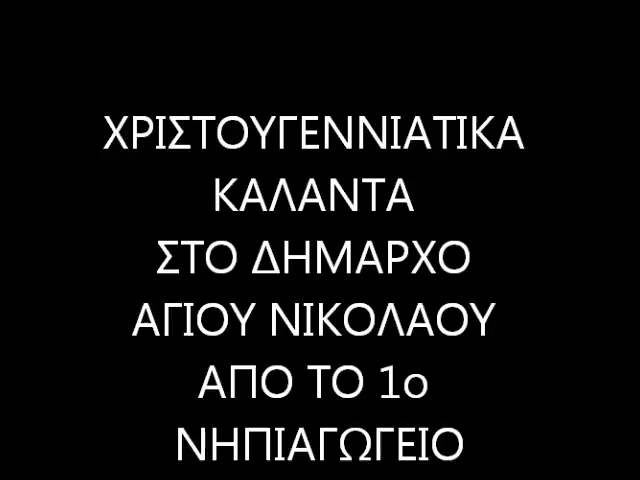 ΧΡΙΣΤΟΥΓΕΝΝΙΑΤΙΚΑ
ΚΑΛΑΝΤΑ
ΣΤΟ ΔΗΜΑΡΧΟ
ΑΓΙΟΥ ΝΙΚΟΛΑΟΥ
ΑΠΟ ΤΟ 1ο
ΝΗΠΙΑΓΩΓΕΙΟ